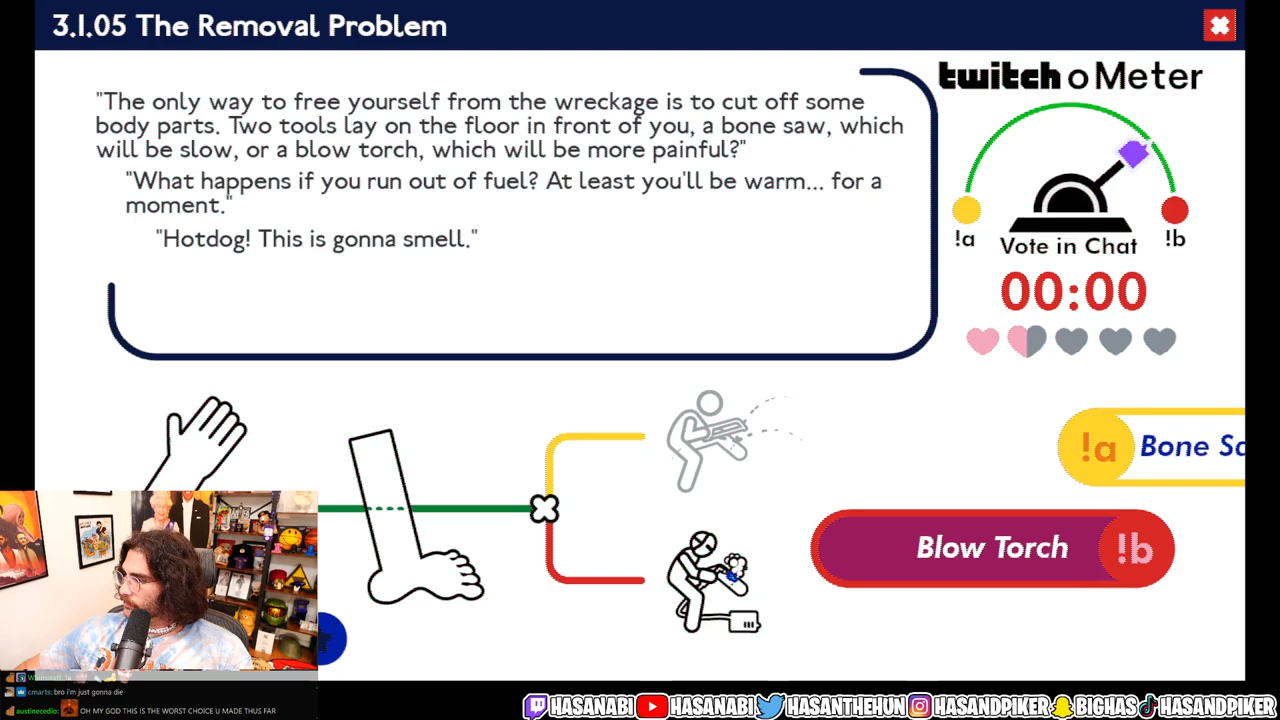 3.1.05 The Removal Problem
twitch o Meter
"The only way to free yourself from the wreckage is to cut off some
body parts. Two tools lay on the floor in front of you, a bone saw, which
will be slow, or a blow torch, which will be more painful?"
"What happens if you run out of fuel? At least you'll be warm... for a
moment."
"Hotdog! This is gonna smell."
!a
Vote in Chat
!b
00:00
!a
Bone Sa
Blow Torch
!b
cmarts: bro i'm just gonna die
austinecedio: OH MY GOD THIS IS THE WORST CHOICE U MADE THUS FAR
HASANABI HASANABI HASANTHEHUN HASANDPIKER BIGHAS HASANDPIKER